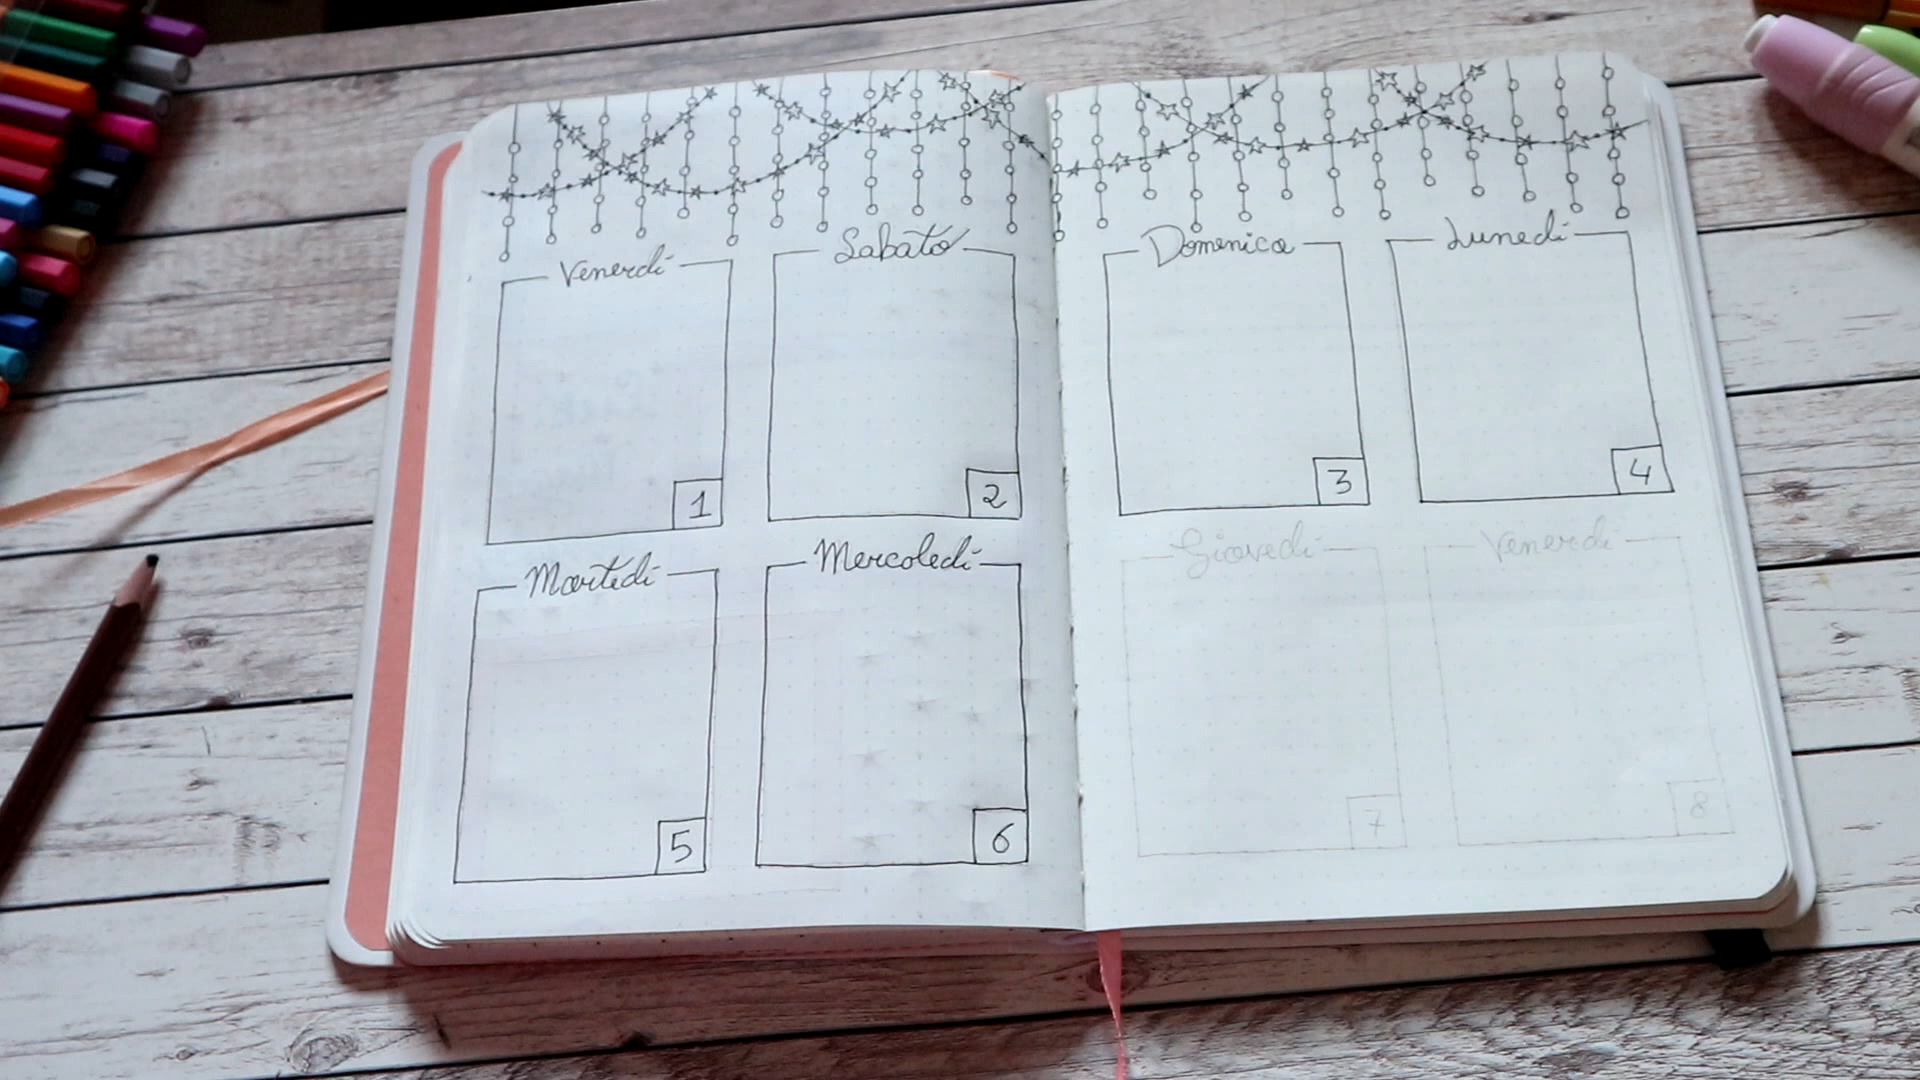 Venerdì
1
Sabato
2
Domenica
3
Lunedì
4
Martedì
5
Mercoledì
6
Giovedì
7
Venerdì
8